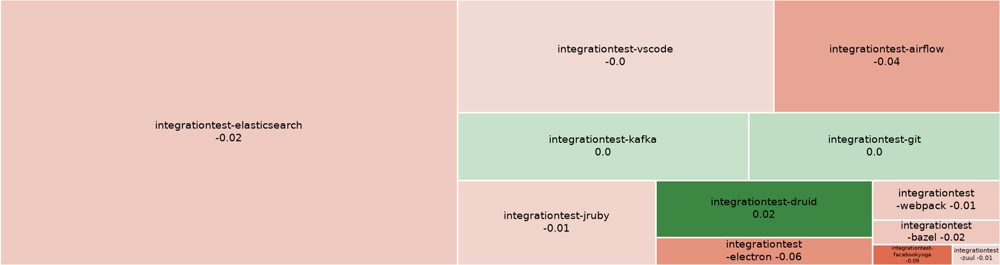 integrationtest-elasticsearch
-0.02
integrationtest-vscode
-0.0
integrationtest-airflow
-0.04
integrationtest-kafka
0.0
integrationtest-git
0.0
integrationtest-jruby
-0.01
integrationtest-druid
0.02
integrationtest
-electron -0.06
integrationtest
-webpack -0.01
integrationtest
-bazel -0.02
integrationtest-
facebookyoga
-0.09
integrationtest
-zuul -0.01